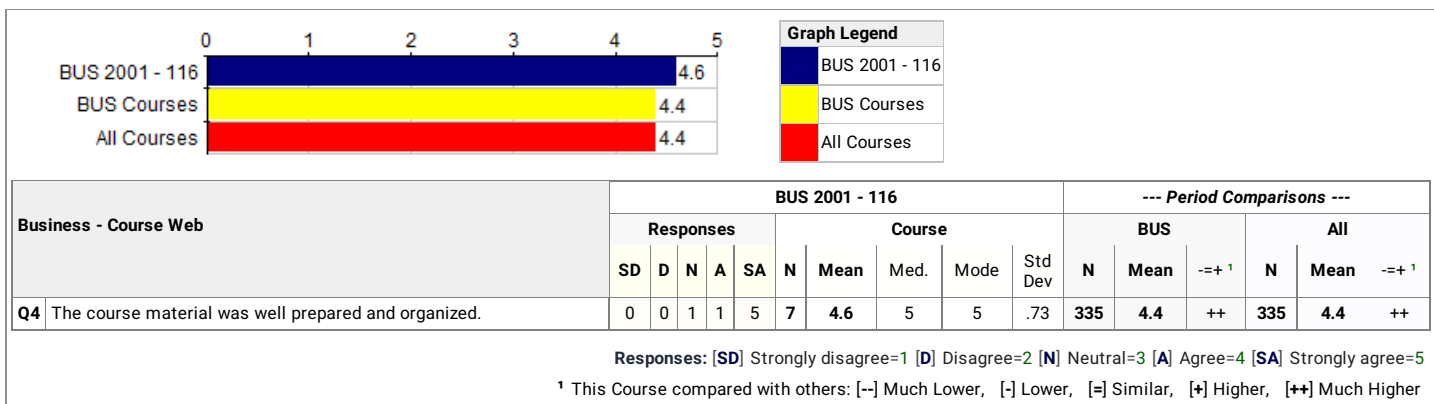 0 1 2 3 4 5
BUS 2001 - 116 4.6
BUS Courses 4.4
All Courses 4.4
Graph Legend
BUS 2001 - 116
BUS Courses
All Courses
Business - Course Web
BUS 2001 - 116 --- Period Comparisons ---
Responses Course BUS All
SD D N A SA N Mean Med. Mode Std Dev N Mean -=+ ¹ N Mean -=+ ¹
Q4 The course material was well prepared and organized. 0 0 1 1 5 7 4.6 5 5 .73 335 4.4 ++ 335 4.4 ++
Responses: [SD] Strongly disagree=1 [D] Disagree=2 [N] Neutral=3 [A] Agree=4 [SA] Strongly agree=5
¹ This Course compared with others: [--] Much Lower, [-] Lower, [=] Similar, [+] Higher, [++] Much Higher